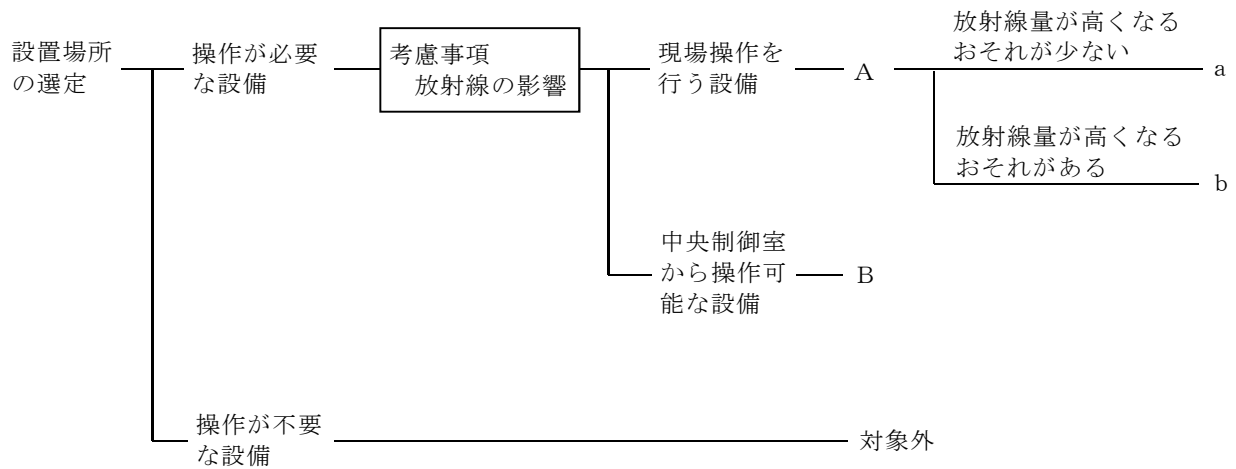 設置場所
の選定
操作が必要
な設備
考慮事項
放射線の影響
現場操作を
行う設備
A
放射線量が高くなる
おそれが少ない
a
放射線量が高くなる
おそれがある
b
中央制御室
から操作可
能な設備
B
操作が不要
な設備
対象外